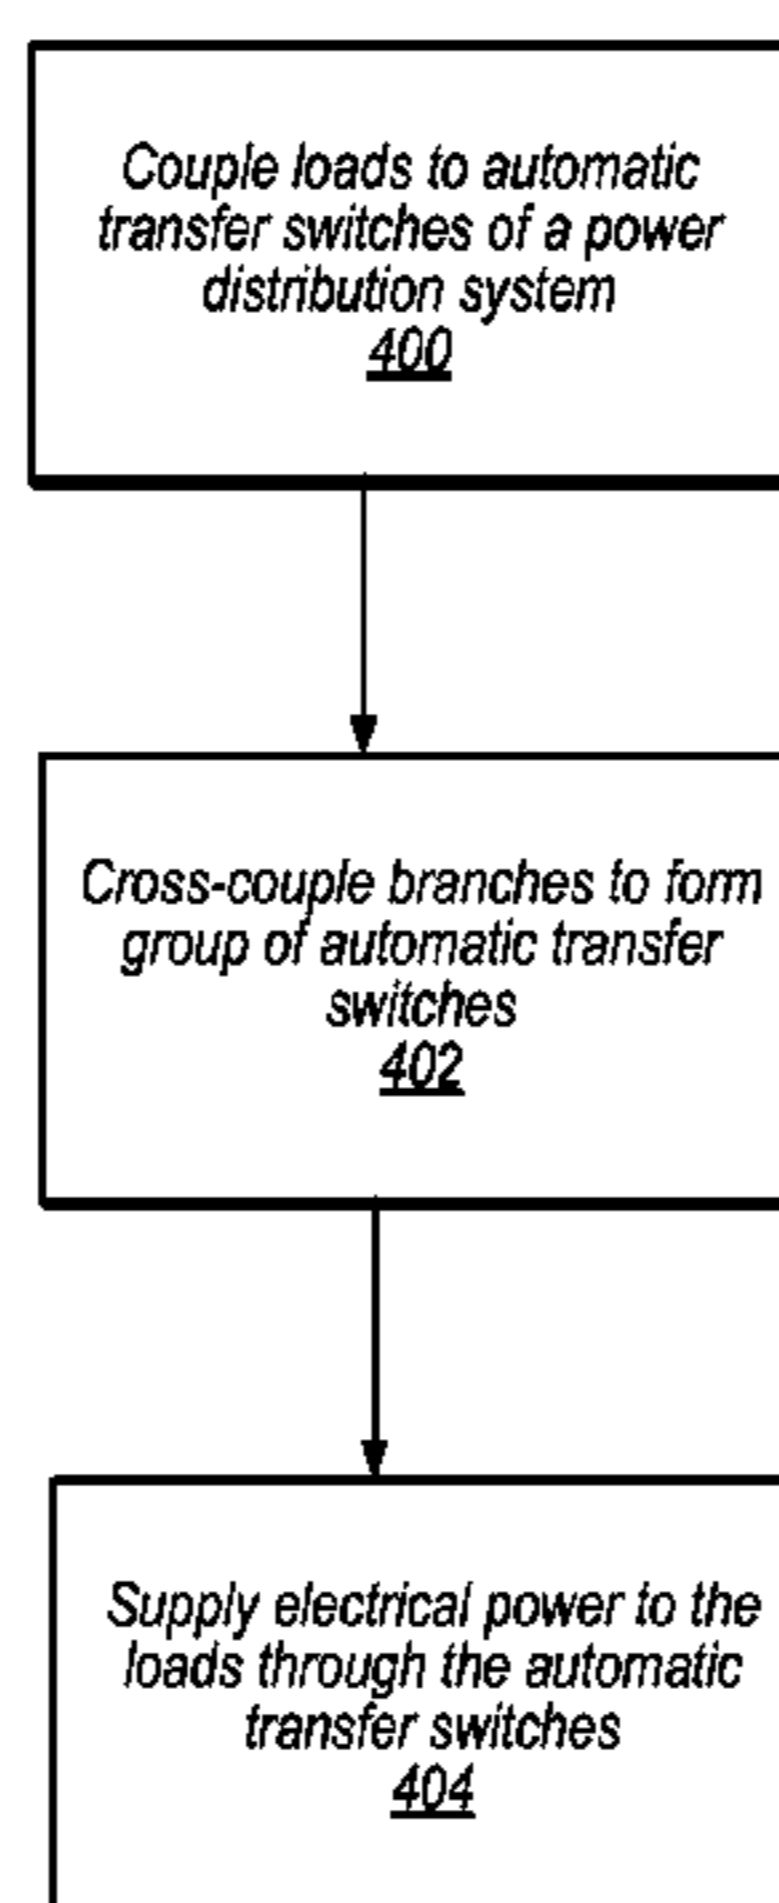 Couple loads to automatic
transfer switches of a power
distribution system
400
Cross-couple branches to form
group of automatic transfer
switches
402
Supply electrical power to the
loads through the automatic
transfer switches
404